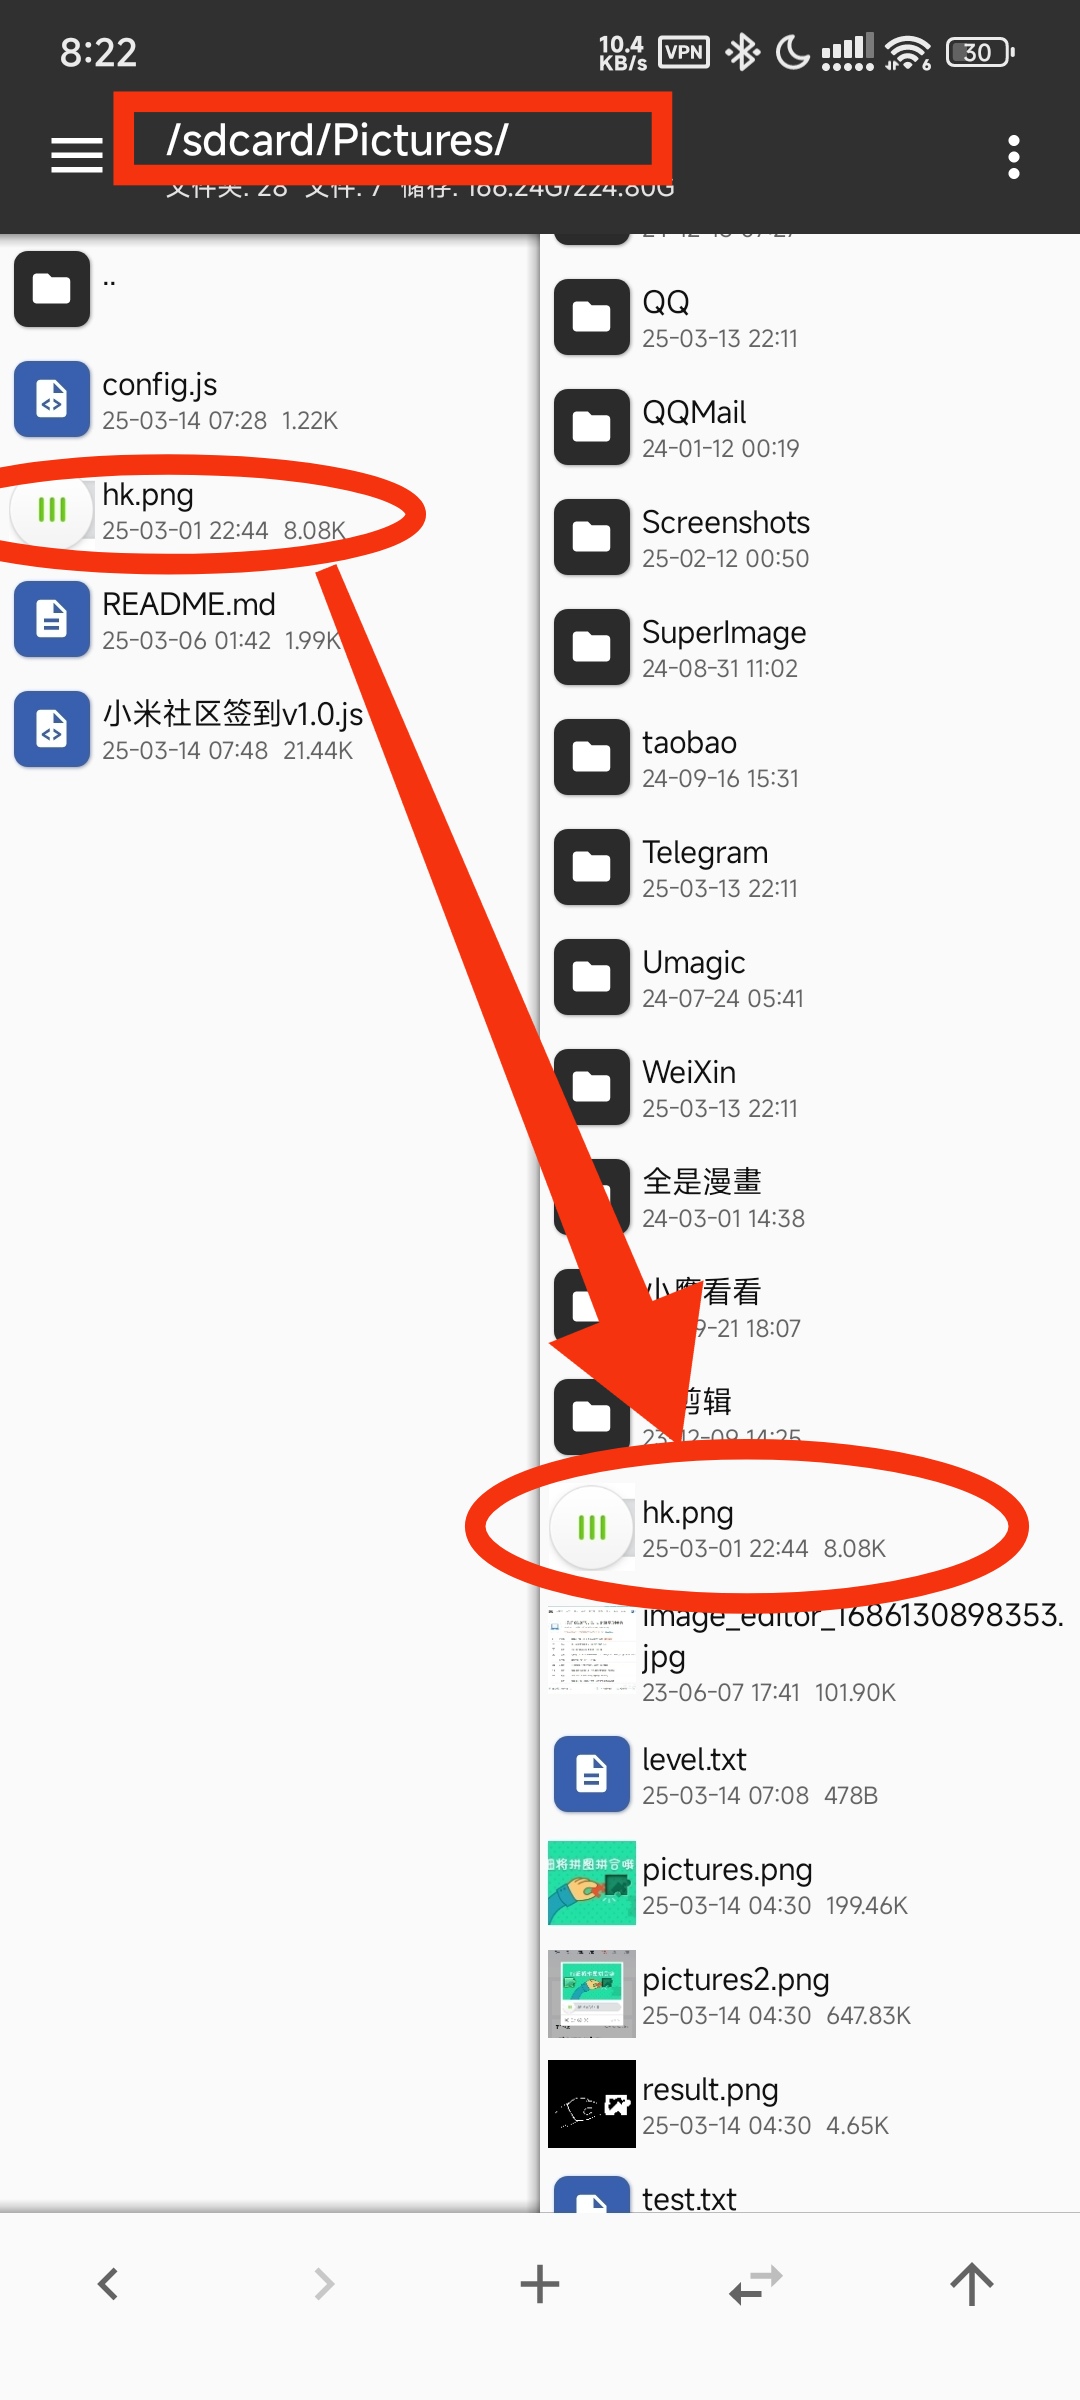 8:22
10.4
KB/s
VPN
6
30
/sdcard/Pictures/
文件夹: 28 文件: 7 储存: 166.24G/224.80G
..
config.js
25-03-14 07:28 1.22K
hk.png
25-03-01 22:44 8.08K
README.md
25-03-06 01:42 1.99K
小米社区签到v1.0.js
25-03-14 07:48 21.44K
QQ
25-03-13 22:11
QQMail
24-01-12 00:19
Screenshots
25-02-12 00:50
SuperImage
24-08-31 11:02
taobao
24-09-16 15:31
Telegram
25-03-13 22:11
Umagic
24-07-24 05:41
WeiXin
25-03-13 22:11
全是漫畫
24-03-01 14:38
小鹰看看
9-21 18:07
剪辑
23-12-09 14:25
hk.png
25-03-01 22:44 8.08K
image_editor_1686130898353.
jpg
23-06-07 17:41 101.90K
level.txt
25-03-14 07:08 478B
pictures.png
25-03-14 04:30 199.46K
pictures2.png
25-03-14 04:30 647.83K
result.png
25-03-14 04:30 4.65K
test.txt